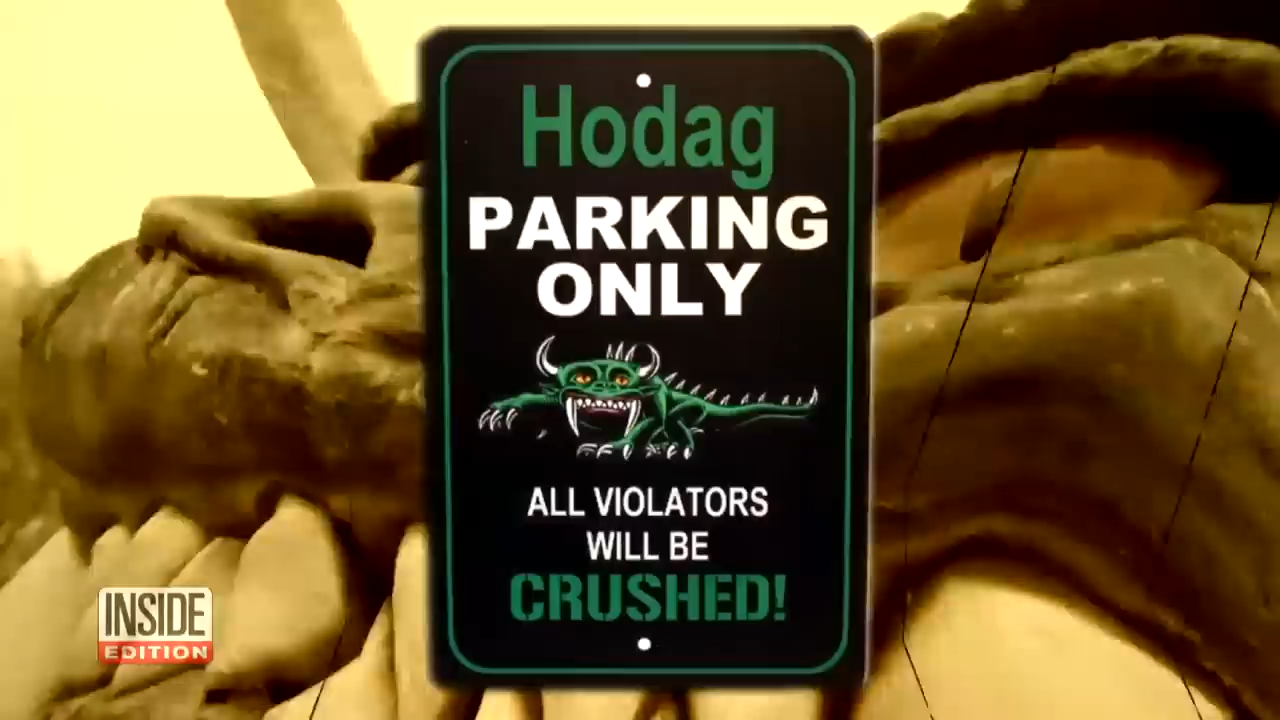 Hodag
PARKING
ONLY
ALL VIOLATORS
WILL BE
CRUSHED!
INSIDE
EDITION